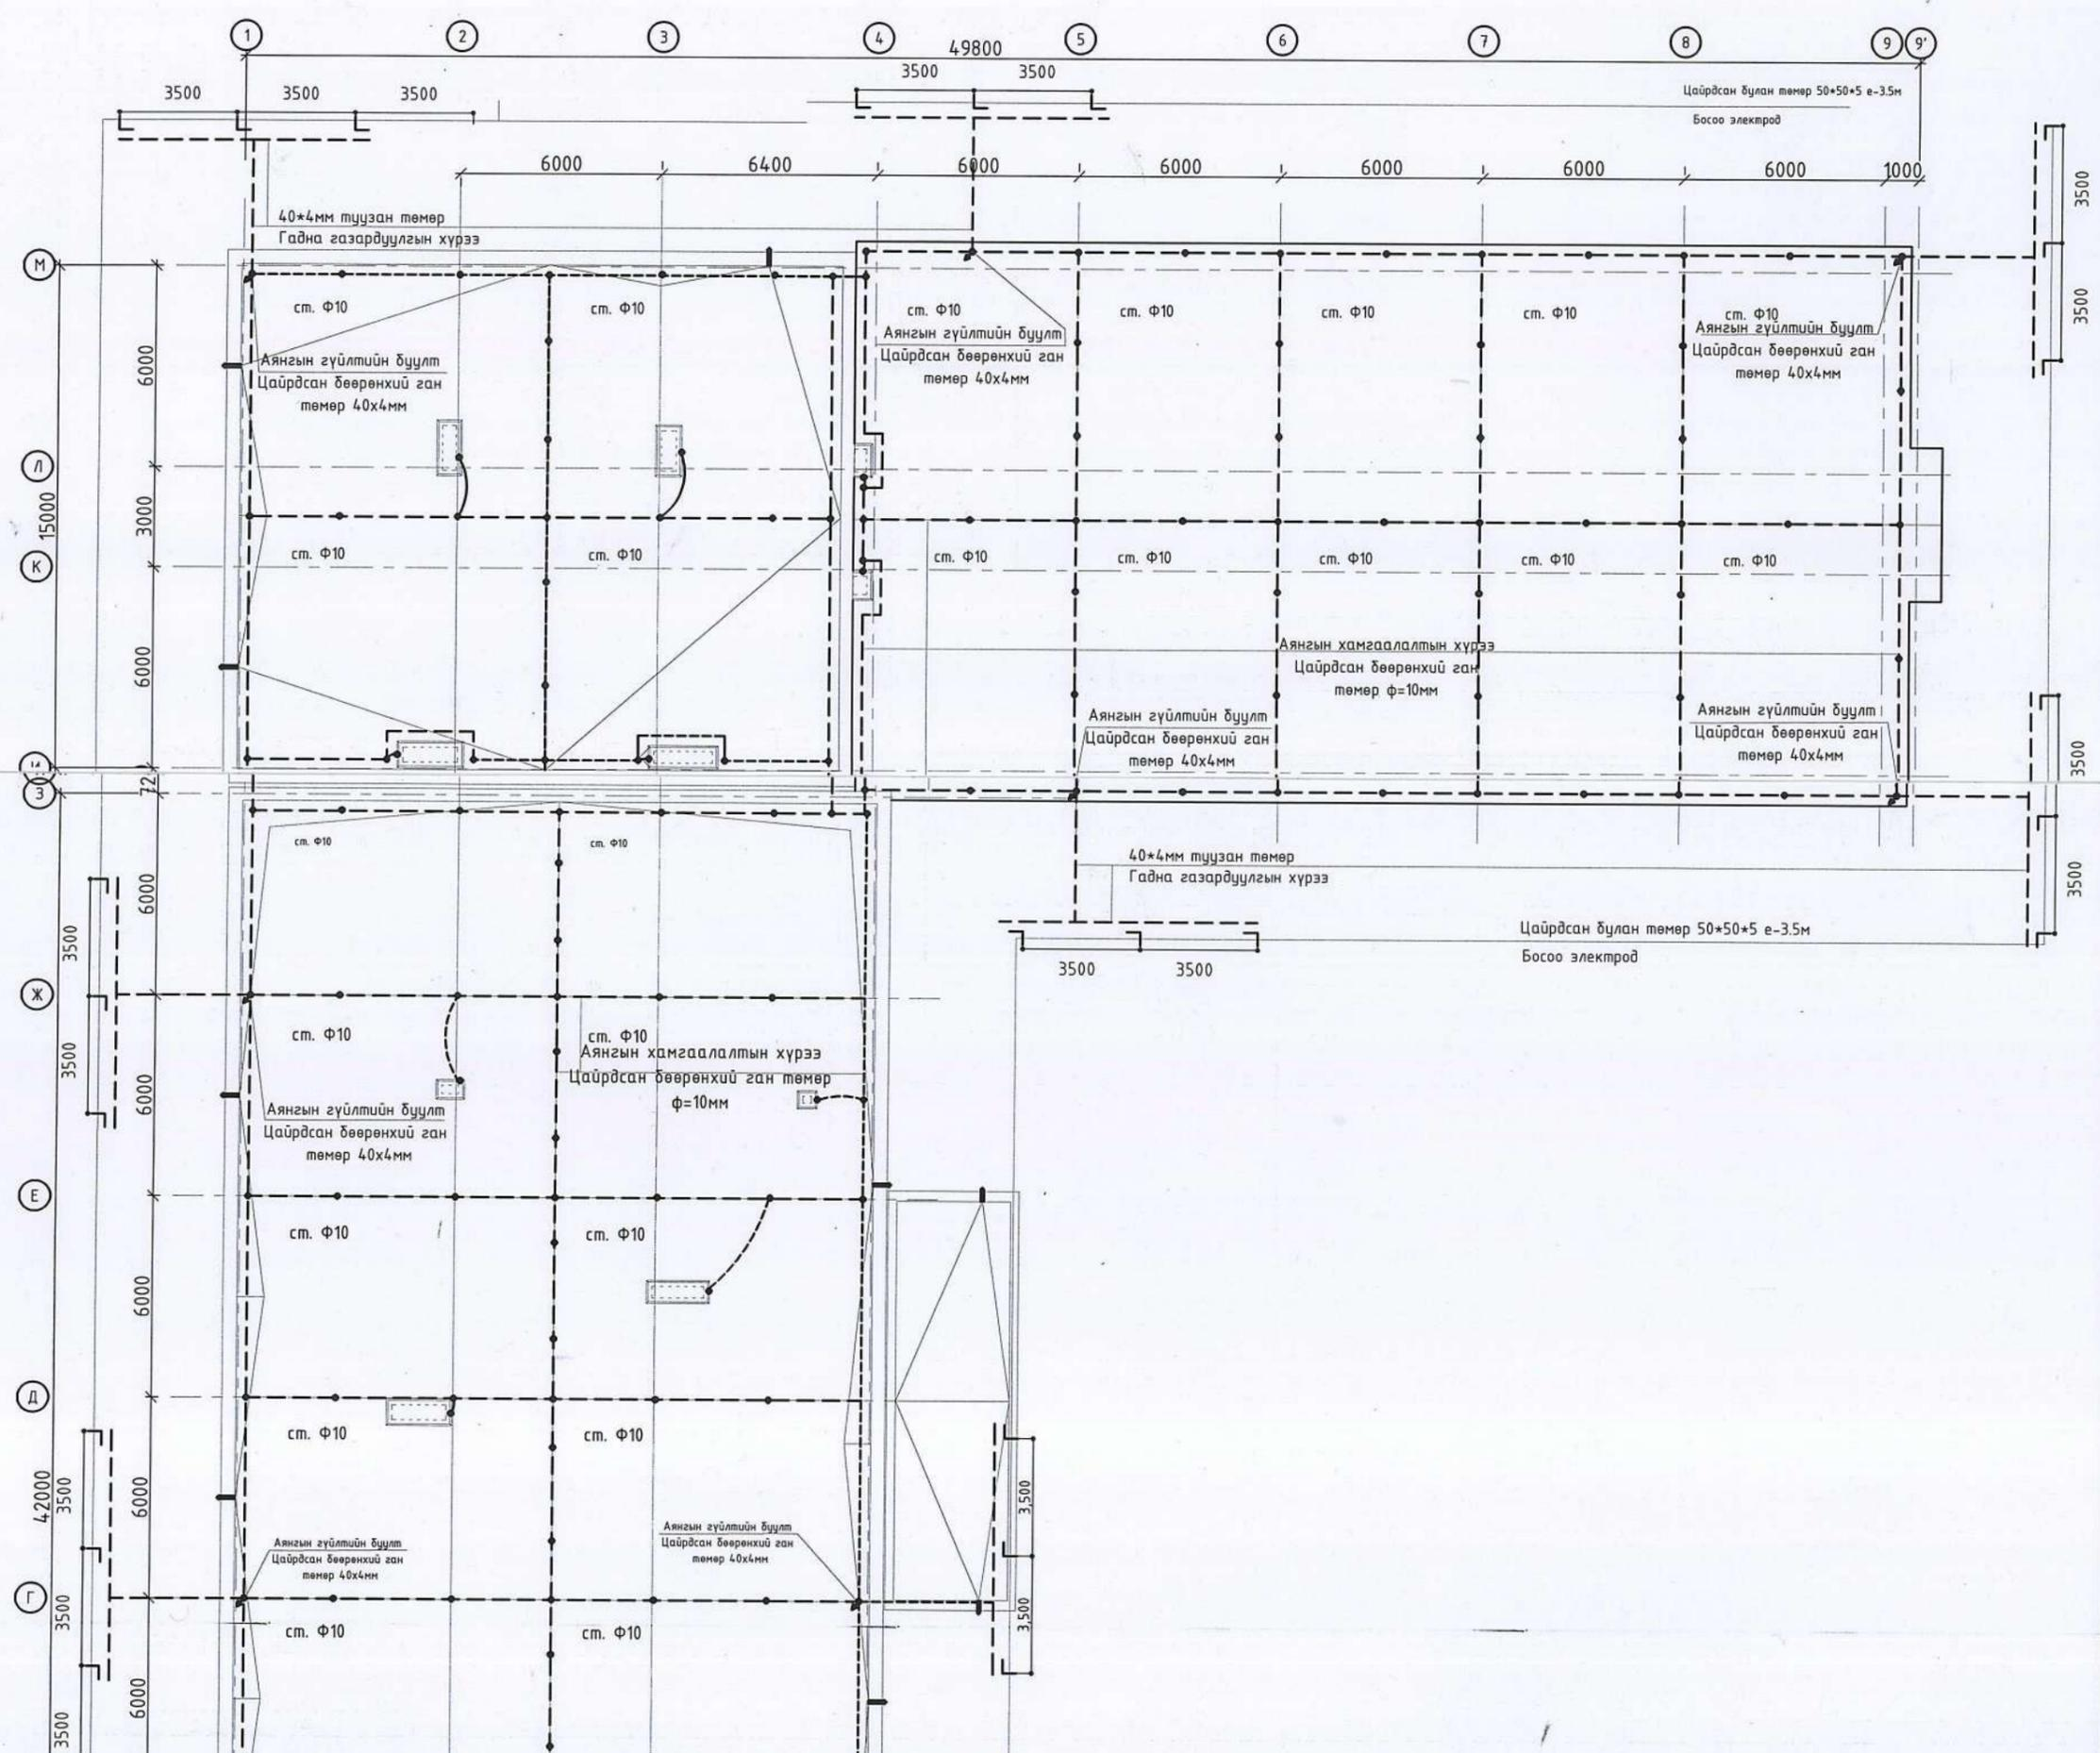 1
2
3
4
5
6
7
8
9
9'
49800
3500
3500
3500
3500
3500
Цайрдсан булан төмөр 50*50*5 е-3.5м
Босоо электрод
6000
6400
6000
6000
6000
6000
6000
1000
3500
3500
40*4мм туузан төмөр
Гадна газардуулгын хүрээ
М
ст. Ф10
ст. Ф10
ст. Ф10
ст. Ф10
ст. Ф10
ст. Ф10
ст. Ф10
Аянгын гүйлтийн буулт
Цайрдсан бөөрөнхий ган
төмөр 40х4мм
Аянгын гүйлтийн буулт
Цайрдсан бөөрөнхий ган
төмөр 40х4мм
Аянгын гүйлтийн буулт
Цайрдсан бөөрөнхий ган
төмөр 40х4мм
6000
Л
15000
3000
К
ст. Ф10
ст. Ф10
ст. Ф10
ст. Ф10
ст. Ф10
ст. Ф10
ст. Ф10
6000
Аянгын хамгаалалтын хүрээ
Цайрдсан бөөрөнхий ган
төмөр ф=10мм
Аянгын гүйлтийн буулт
Цайрдсан бөөрөнхий ган
төмөр 40х4мм
Аянгын гүйлтийн буулт
Цайрдсан бөөрөнхий ган
төмөр 40х4мм
3500
3500
И
72
З
ст. Ф10
ст. Ф10
6000
40*4мм туузан төмөр
Гадна газардуулгын хүрээ
Цайрдсан булан төмөр 50*50*5 е-3.5м
Босоо электрод
3500
3500
3500
3500
Ж
ст. Ф10
ст. Ф10
Аянгын хамгаалалтын хүрээ
Цайрдсан бөөрөнхий ган төмөр
ф=10мм
6000
Аянгын гүйлтийн буулт
Цайрдсан бөөрөнхий ган
төмөр 40х4мм
Е
ст. Ф10
ст. Ф10
6000
Д
ст. Ф10
ст. Ф10
42000
3500
6000
3,500
Аянгын гүйлтийн буулт
Цайрдсан бөөрөнхий ган
төмөр 40х4мм
Аянгын гүйлтийн буулт
Цайрдсан бөөрөнхий ган
төмөр 40х4мм
Г
3500
3,500
ст. Ф10
ст. Ф10
6000
3500